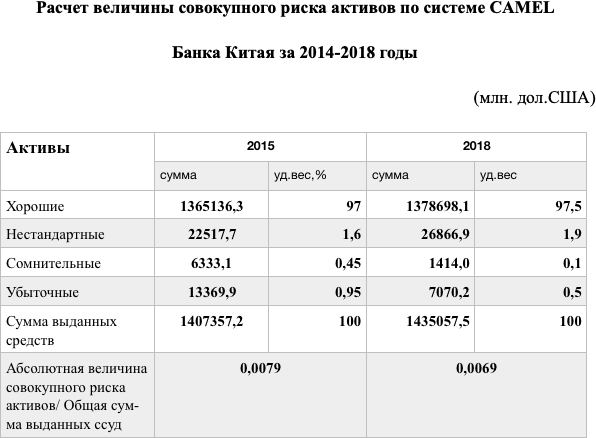 Расчет величины совокупного риска активов по системе CAMEL
Банка Китая за 2014-2018 годы
(млн. дол.США)
Активы 2015 2018
сумма уд.вес,% сумма уд.вес
Хорошие 1365136,3 97 1378698,1 97,5
Нестандартные 22517,7 1,6 26866,9 1,9
Сомнительные 6333,1 0,45 1414,0 0,1
Убыточные 13369,9 0,95 7070,2 0,5
Сумма выданных 1407357,2 100 1435057,5 100
средств
Абсолютная величина 0,0079 0,0069
совокупного риска
активов/ Общая сум-
ма выданных ссуд